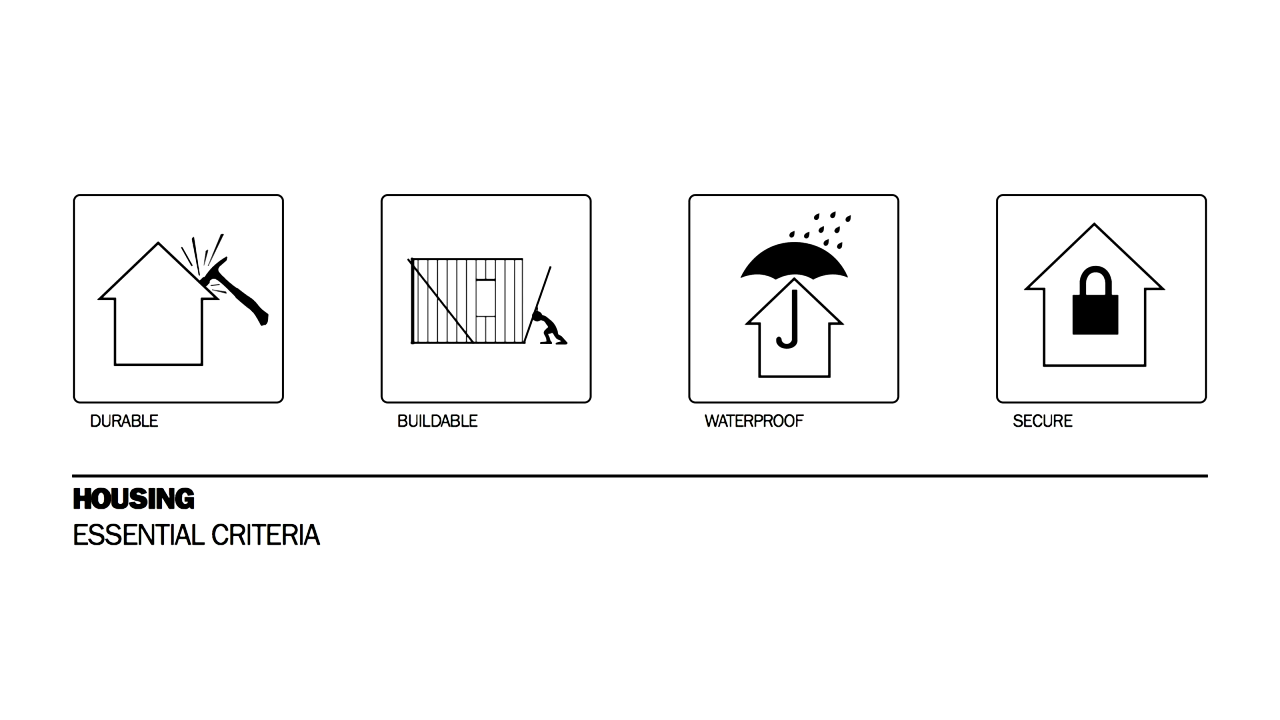 DURABLE
BUILDABLE
WATERPROOF
SECURE
HOUSING
ESSENTIAL CRITERIA